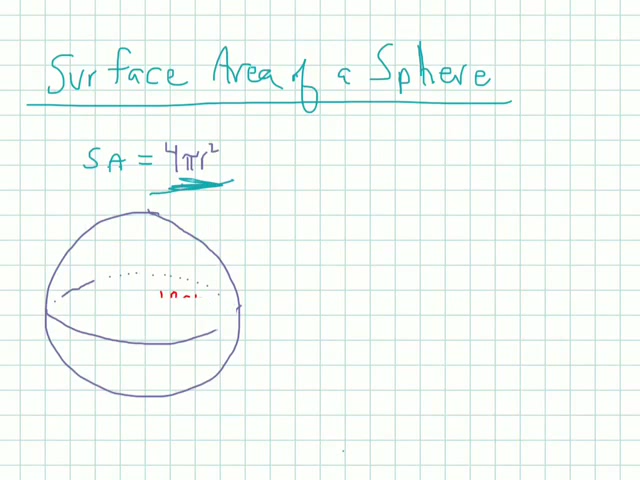 Surface Area of a Sphere
SA = 4πr²